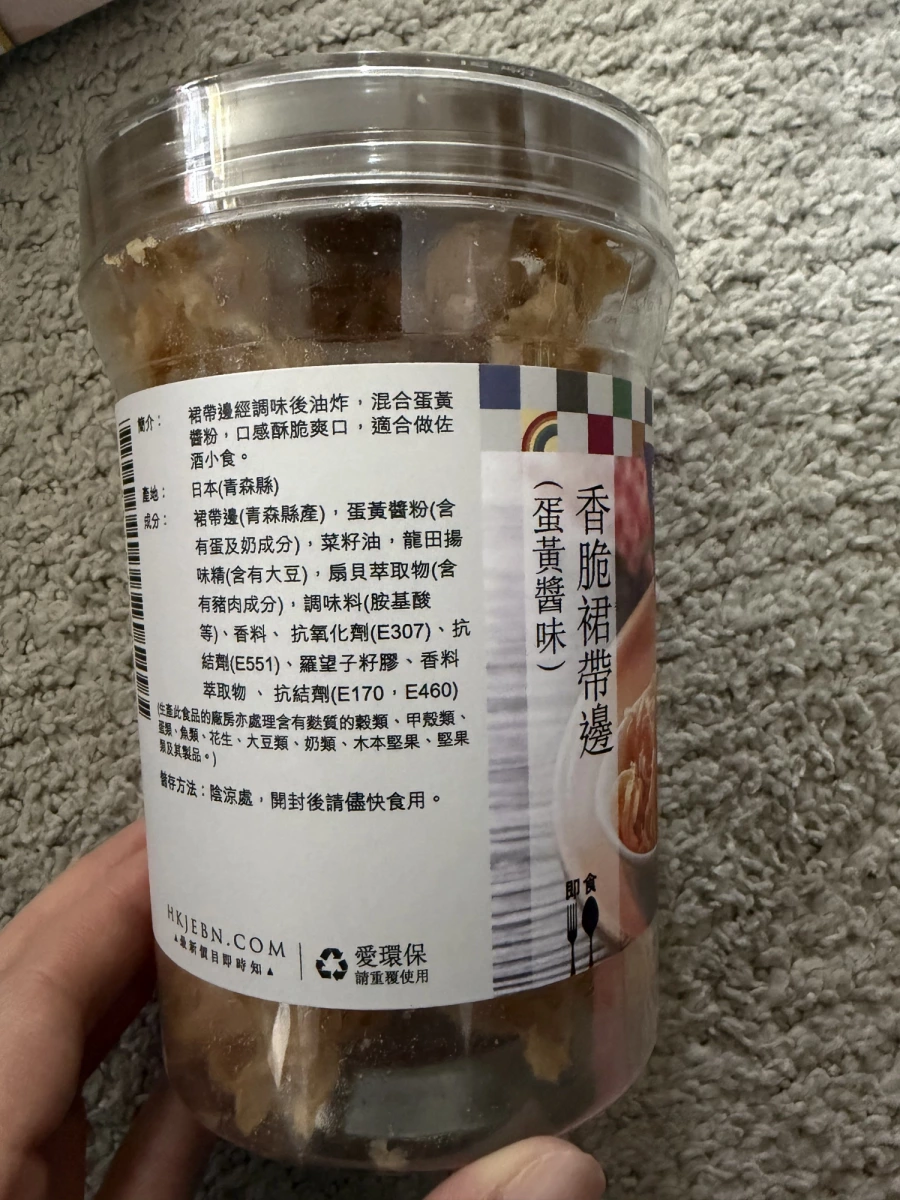 簡介：
裙帶邊經調味後油炸，混合蛋黃
醬粉，口感酥脆爽口，適合做佐
酒小食。
產地：
日本(青森縣)
成分：
裙帶邊(青森縣產)，蛋黃醬粉(含
有蛋及奶成分)，菜籽油，龍田揚
味精(含有大豆)，扇貝萃取物(含
有豬肉成分)，調味料(胺基酸
等)、香料、 抗氧化劑(E307)、抗
結劑(E551)、羅望子籽膠、香料
萃取物 、 抗結劑(E170，E460)
(生產此食品的廠房亦處理含有麩質的穀類、甲殼類、
蛋類、魚類、花生、大豆類、奶類、木本堅果、堅果
類及其製品。)
儲存方法：陰涼處，開封後請儘快食用。
HKJEBN.COM
▲最新價目即時知▲
愛環保
請重覆使用
香脆裙帶邊
(蛋黃醬味)
即食